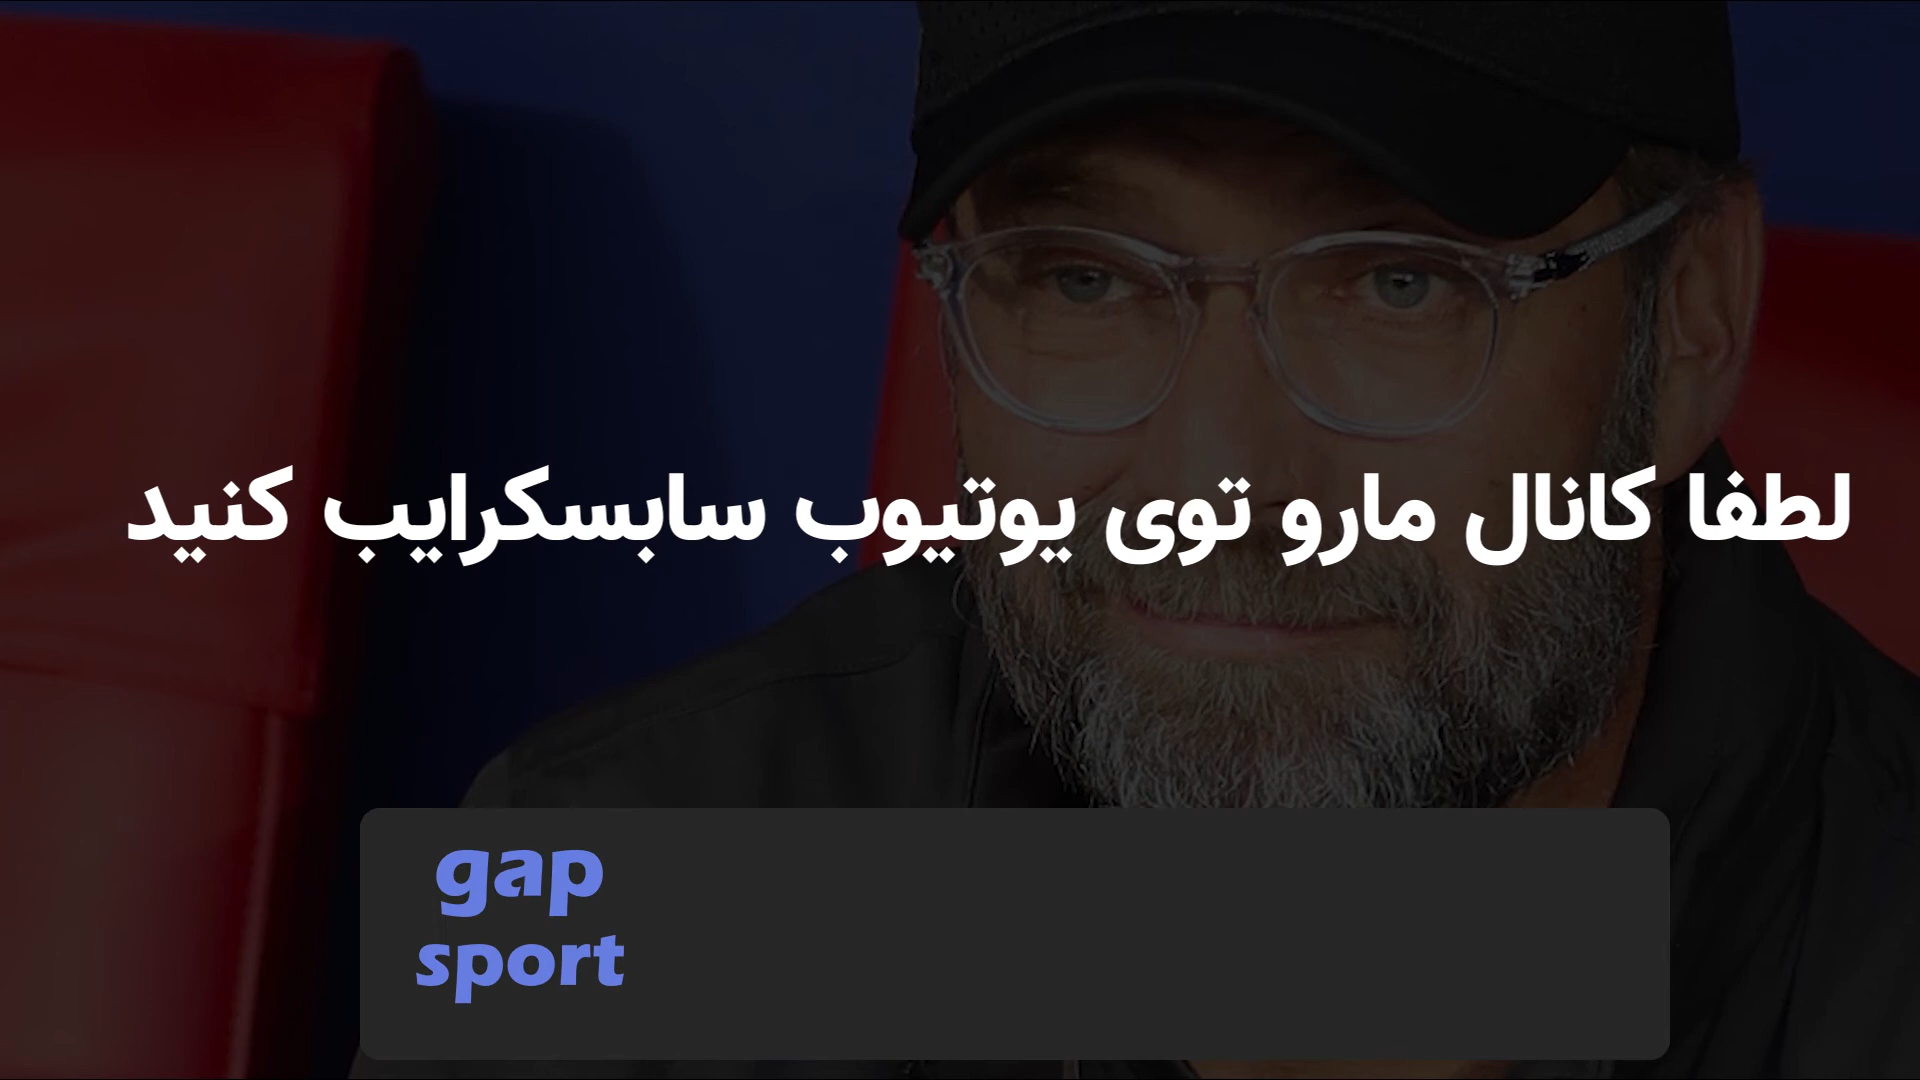 لطفا کانال مارو توی یوتیوب سابسکرایب کنید
gap
sport